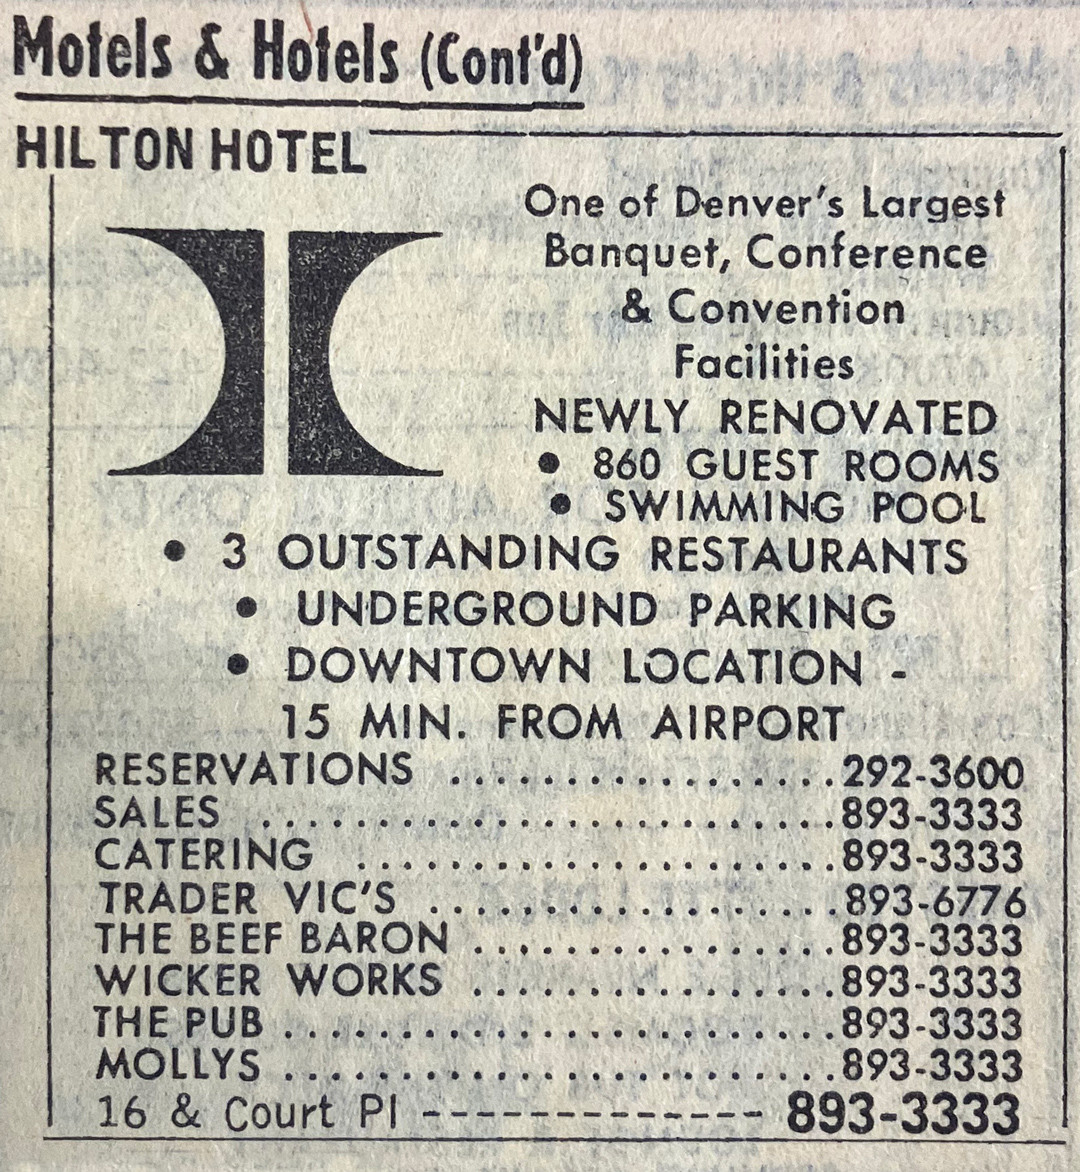 Motels & Hotels (Cont'd)
HILTON HOTEL
One of Denver's Largest
Banquet, Conference
& Convention
Facilities
NEWLY RENOVATED
• 860 GUEST ROOMS
• SWIMMING POOL
• 3 OUTSTANDING RESTAURANTS
• UNDERGROUND PARKING
• DOWNTOWN LOCATION -
15 MIN. FROM AIRPORT
RESERVATIONS ................. 292-3600
SALES ......................... 893-3333
CATERING ..................... 893-3333
TRADER VIC'S .................. 893-6776
THE BEEF BARON ................ 893-3333
WICKER WORKS ................ 893-3333
THE PUB ........................ 893-3333
MOLLYS ........................ 893-3333
16 & Court Pl -------------- 893-3333